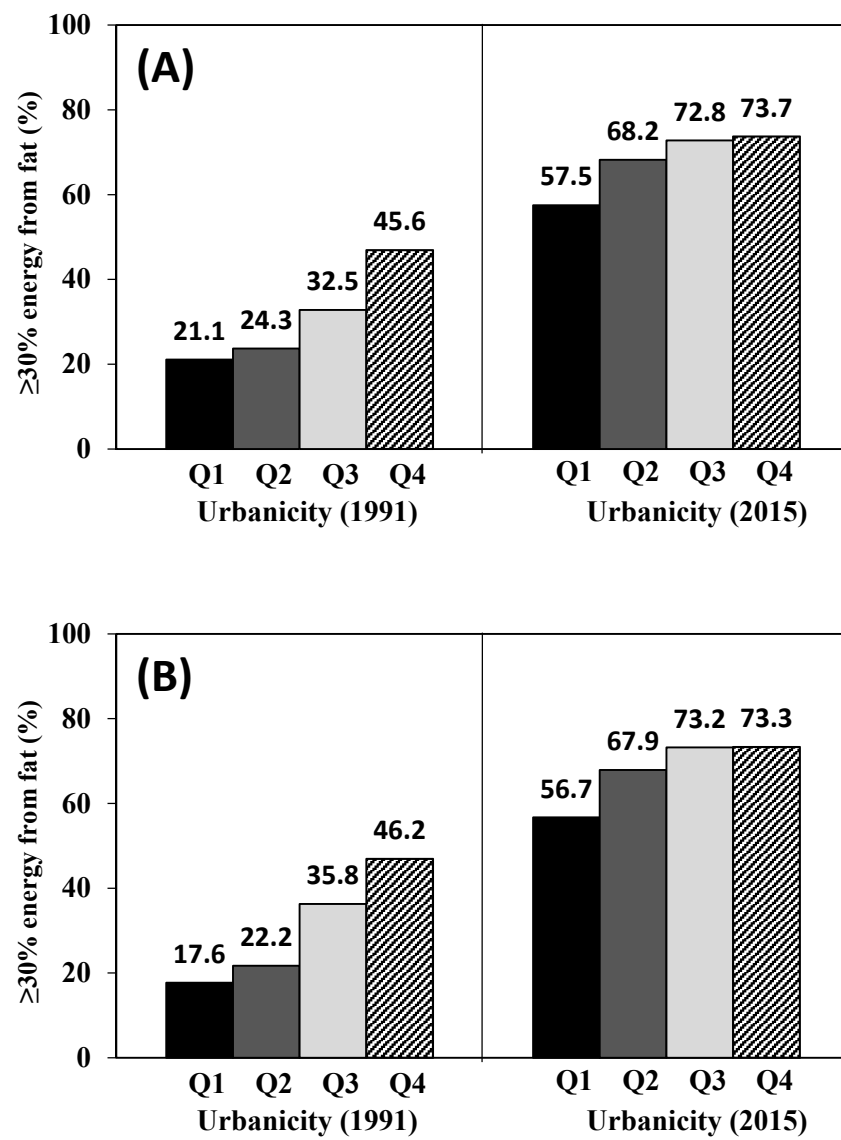 (A)
≥30% energy from fat (%)
100
80
60
40
20
0
21.1 24.3 32.5 45.6
57.5 68.2 72.8 73.7
Q1 Q2 Q3 Q4
Urbanicity (1991)
Q1 Q2 Q3 Q4
Urbanicity (2015)
(B)
≥30% energy from fat (%)
100
80
60
40
20
0
17.6 22.2 35.8 46.2
56.7 67.9 73.2 73.3
Q1 Q2 Q3 Q4
Urbanicity (1991)
Q1 Q2 Q3 Q4
Urbanicity (2015)